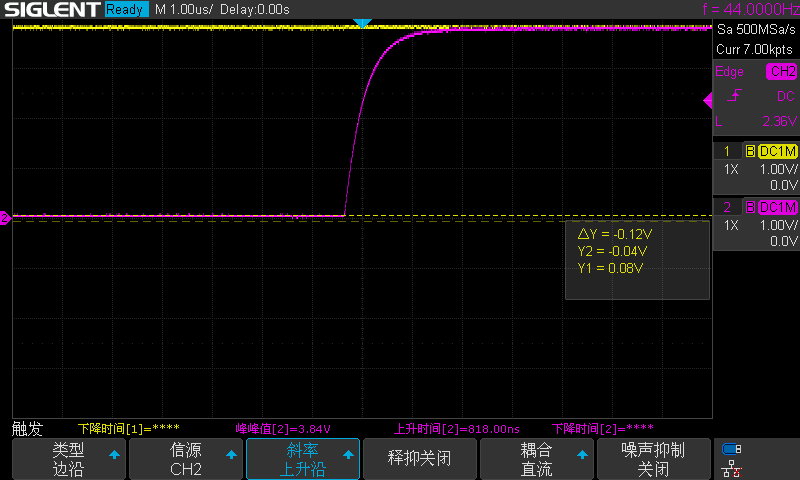 SIGLENT Ready M 1.00us/ Delay:0.00s f = 44.0000Hz
Sa 500MSa/s
Curr 7.00kpts
Edge CH2
DC
L 2.36V
1 B DC1M
1X 1.00V/
0.0V
2 B DC1M
1X 1.00V/
0.0V
2
△Y = -0.12V
Y2 = -0.04V
Y1 = 0.08V
触发 下降时间[1]=**** 峰峰值[2]=3.84V 上升时间[2]=818.00ns 下降时间[2]=****
类型
边沿
信源
CH2
斜率
上升沿
释抑关闭
耦合
直流
噪声抑制
关闭